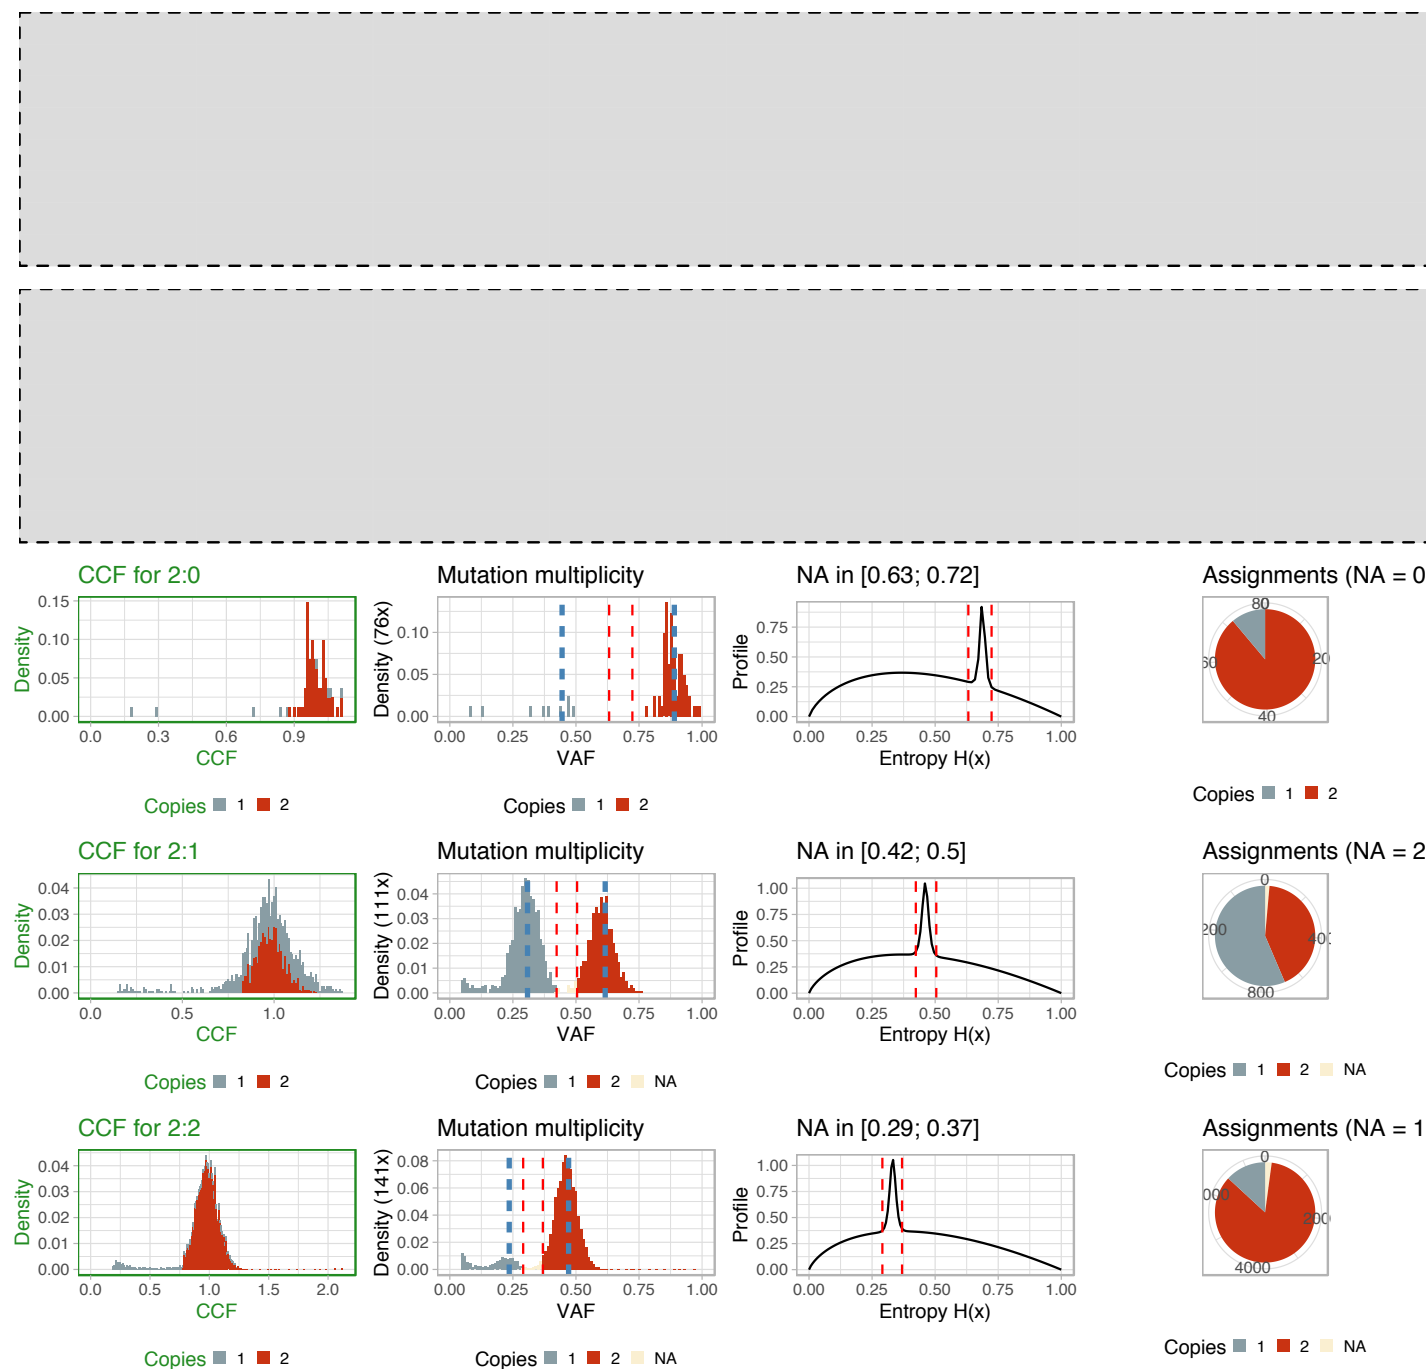 CCF for 2:0
Mutation multiplicity
NA in [0.63; 0.72]
Assignments (NA = 0
Density
0.15
0.10
0.05
0.00
0.0 0.3 0.6 0.9
CCF
Copies 1 2
Density (76x)
0.10
0.05
0.00
0.00 0.25 0.50 0.75 1.00
VAF
Copies 1 2
Profile
0.75
0.50
0.25
0.00
0.00 0.25 0.50 0.75 1.00
Entropy H(x)
80
20
40
60
Copies 1 2
CCF for 2:1
Mutation multiplicity
NA in [0.42; 0.5]
Assignments (NA = 2
Density
0.04
0.03
0.02
0.01
0.00
0.0 0.5 1.0
CCF
Copies 1 2
Density (111x)
0.04
0.03
0.02
0.01
0.00
0.00 0.25 0.50 0.75 1.00
VAF
Copies 1 2 NA
Profile
1.00
0.75
0.50
0.25
0.00
0.00 0.25 0.50 0.75 1.00
Entropy H(x)
0
800
200
Copies 1 2 NA
CCF for 2:2
Mutation multiplicity
NA in [0.29; 0.37]
Assignments (NA = 1
Density
0.04
0.03
0.02
0.01
0.00
0.0 0.5 1.0 1.5 2.0
CCF
Copies 1 2
Density (141x)
0.08
0.06
0.04
0.02
0.00
0.00 0.25 0.50 0.75 1.00
VAF
Copies 1 2 NA
Profile
1.00
0.75
0.50
0.25
0.00
0.00 0.25 0.50 0.75 1.00
Entropy H(x)
0
4000
000
Copies 1 2 NA